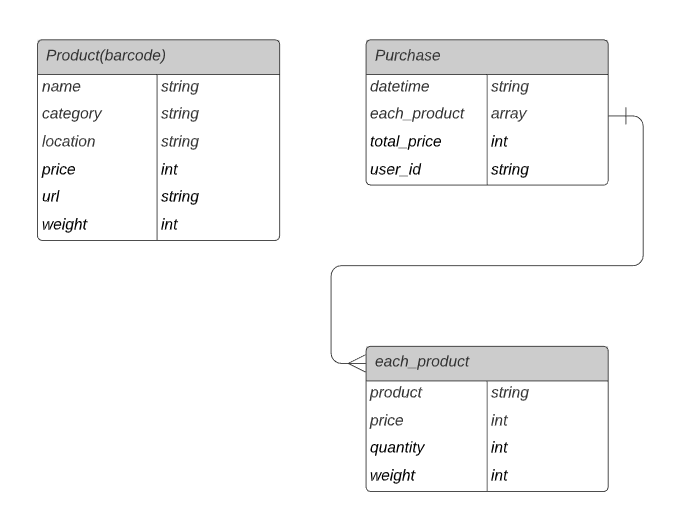 Product(barcode)
name string
category string
location string
price int
url string
weight int
Purchase
datetime string
each_product array
total_price int
user_id string
each_product
product string
price int
quantity int
weight int